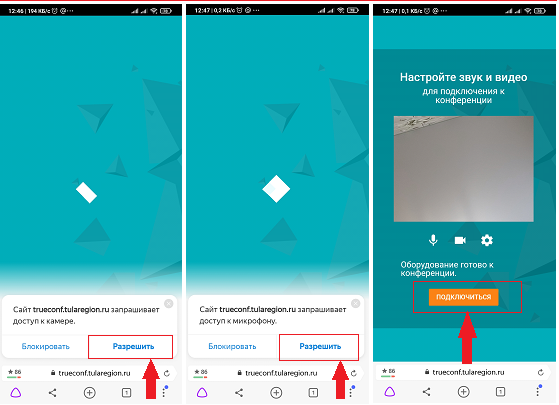 12:46 | 194 КБ/с
Сайт trueconf.tularegion.ru запрашивает
доступ к камере.
Блокировать
Разрешить
86
trueconf.tularegion.ru
1
12:47 | 0,2 КБ/с
Сайт trueconf.tularegion.ru запрашивает
доступ к микрофону.
Блокировать
Разрешить
86
trueconf.tularegion.ru
1
12:47 | 0,1 КБ/с
Настройте звук и видео
для подключения к
конференции
Оборудование готово к
конференции.
ПОДКЛЮЧИТЬСЯ
86
trueconf.tularegion.ru
1